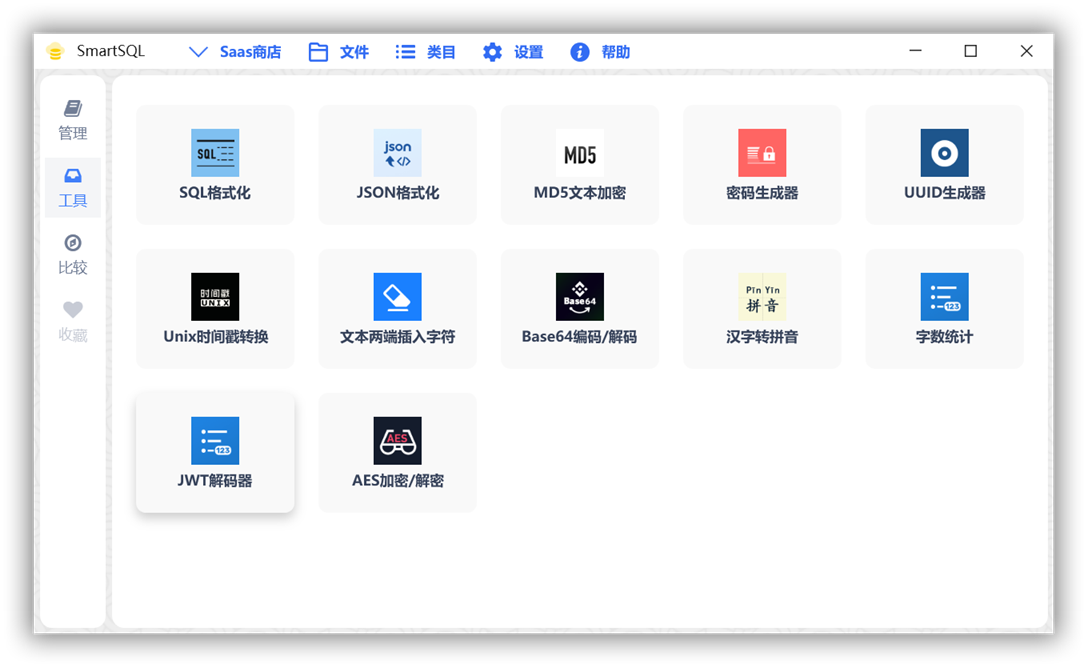 SmartSQL Saas商店 文件 类目 设置 帮助
管理
工具
比较
收藏
SQL
SQL格式化
json
</>
JSON格式化
MD5
MD5文本加密
密码生成器
UUID生成器
时间戳
UNIX
Unix时间戳转换
文本两端插入字符
Base64
Base64编码/解码
Pīn Yīn
拼音
汉字转拼音
123
字数统计
123
JWT解码器
AES
AES加密/解密